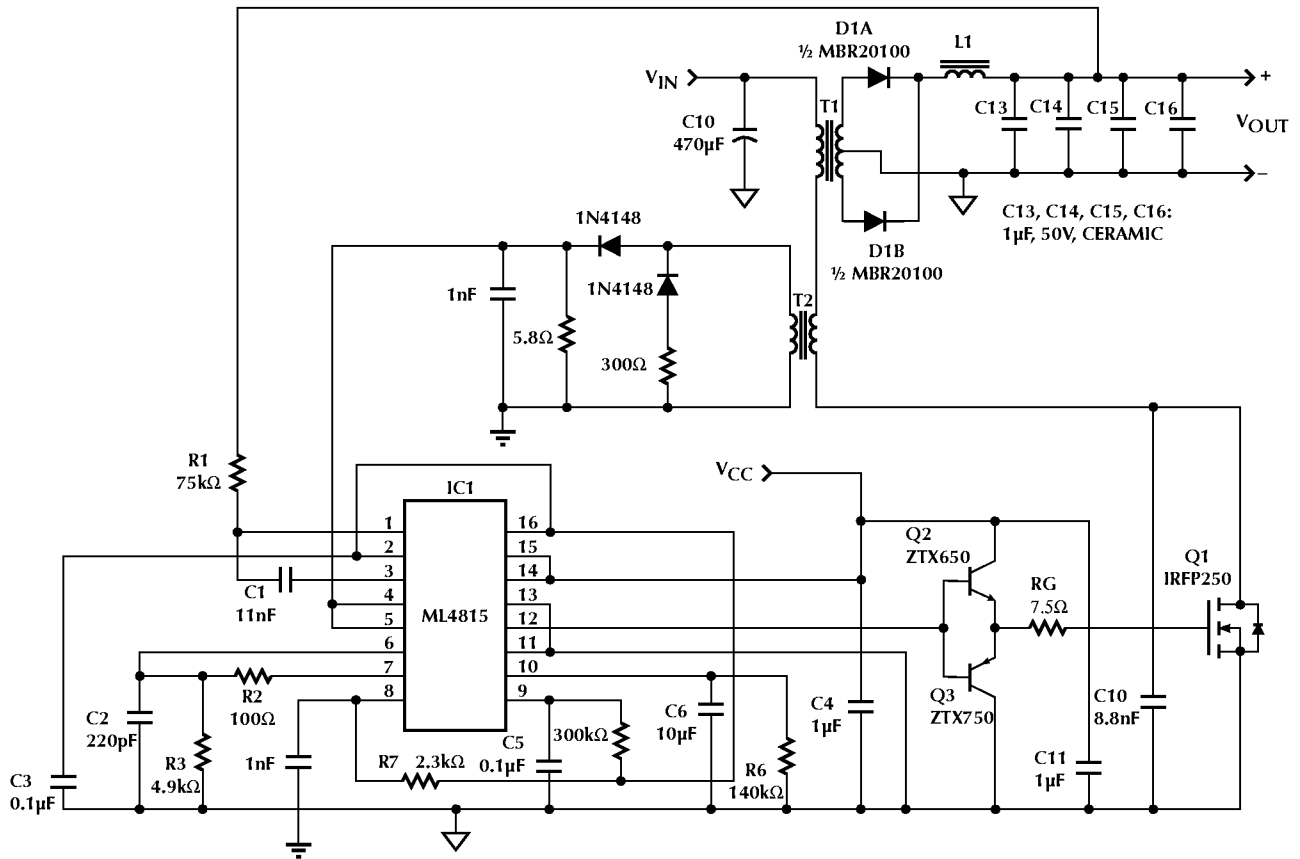 D1A
½ MBR20100
L1
VIN
T1
C10
470µF
C13
C14
C15
C16
+
VOUT
–
C13, C14, C15, C16:
1µF, 50V, CERAMIC
D1B
½ MBR20100
1N4148
1N4148
1nF
5.8Ω
300Ω
T2
R1
75kΩ
VCC
IC1
ML4815
1
2
3
4
5
6
7
8
16
15
14
13
12
11
10
9
C1
11nF
Q2
ZTX650
RG
7.5Ω
Q1
IRFP250
Q3
ZTX750
R2
100Ω
C2
220pF
R3
4.9kΩ
1nF
R7 2.3kΩ
C5
0.1µF
300kΩ
C6
10µF
R6
140kΩ
C4
1µF
C10
8.8nF
C11
1µF
C3
0.1µF